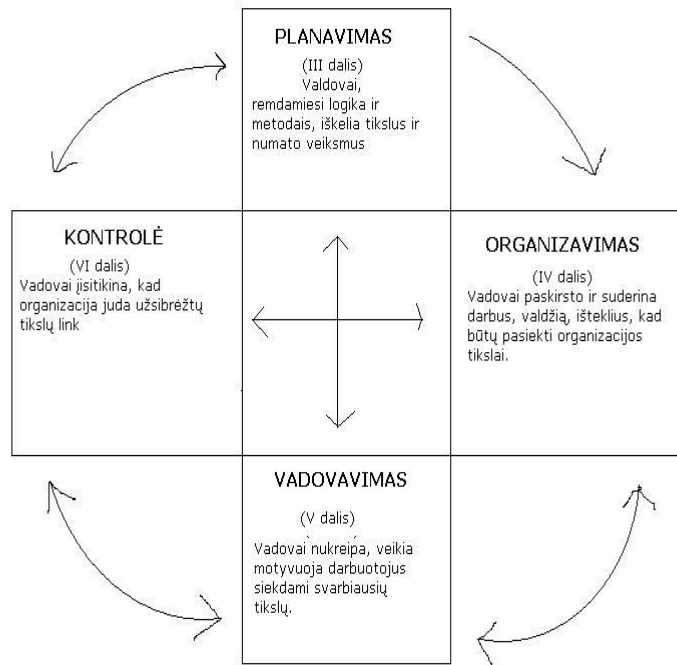 PLANAVIMAS
(III dalis)
Valdovai,
remdamiesi logika ir
metodais, iškelia tikslus ir
numato veiksmus
KONTROLĖ
(VI dalis)
Vadovai įsitikina, kad
organizacija juda užsibrėžtų
tikslų link
ORGANIZAVIMAS
(IV dalis)
Vadovai paskirsto ir suderina
darbus, valdžią, išteklius, kad
būtų pasiekti organizacijos
tikslai.
VADOVAVIMAS
(V dalis)
Vadovai nukreipa, veikia
motyvuoja darbuotojus
siekdami svarbiausių
tikslų.